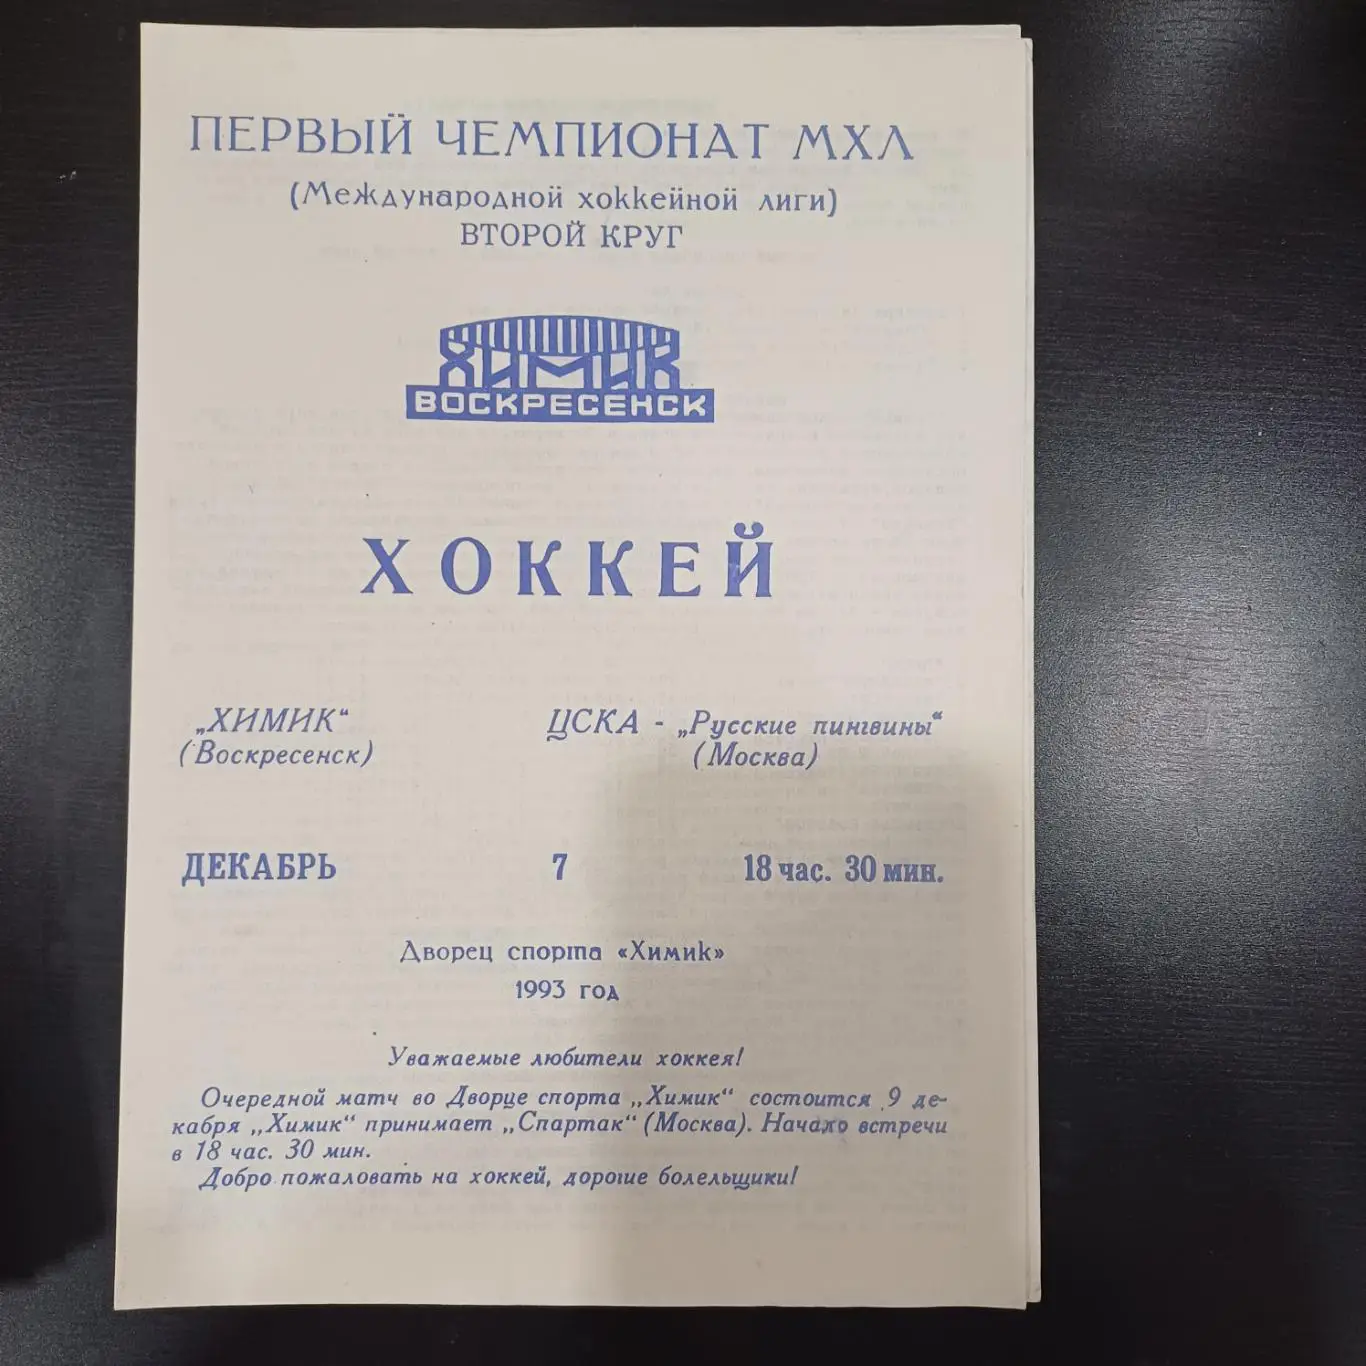 ПЕРВЫЙ ЧЕМПИОНАТ МХЛ
(Международной хоккейной лиги)
ВТОРОЙ КРУГ
ХИМИК
ВОСКРЕСЕНСК
ХОККЕЙ
„ХИМИК“ ЦСКА - „Русские пингвины“
(Воскресенск) (Москва)
ДЕКАБРЬ 7 18 час. 30 мин.
Дворец спорта «Химик»
1993 год
Уважаемые любители хоккея!
Очередной матч во Дворце спорта „Химик“ состоится 9 де-
кабря „Химик“ принимает „Спартак“ (Москва). Начало встречи
в 18 час. 30 мин.
Добро пожаловать на хоккей, дорогие болельщики!